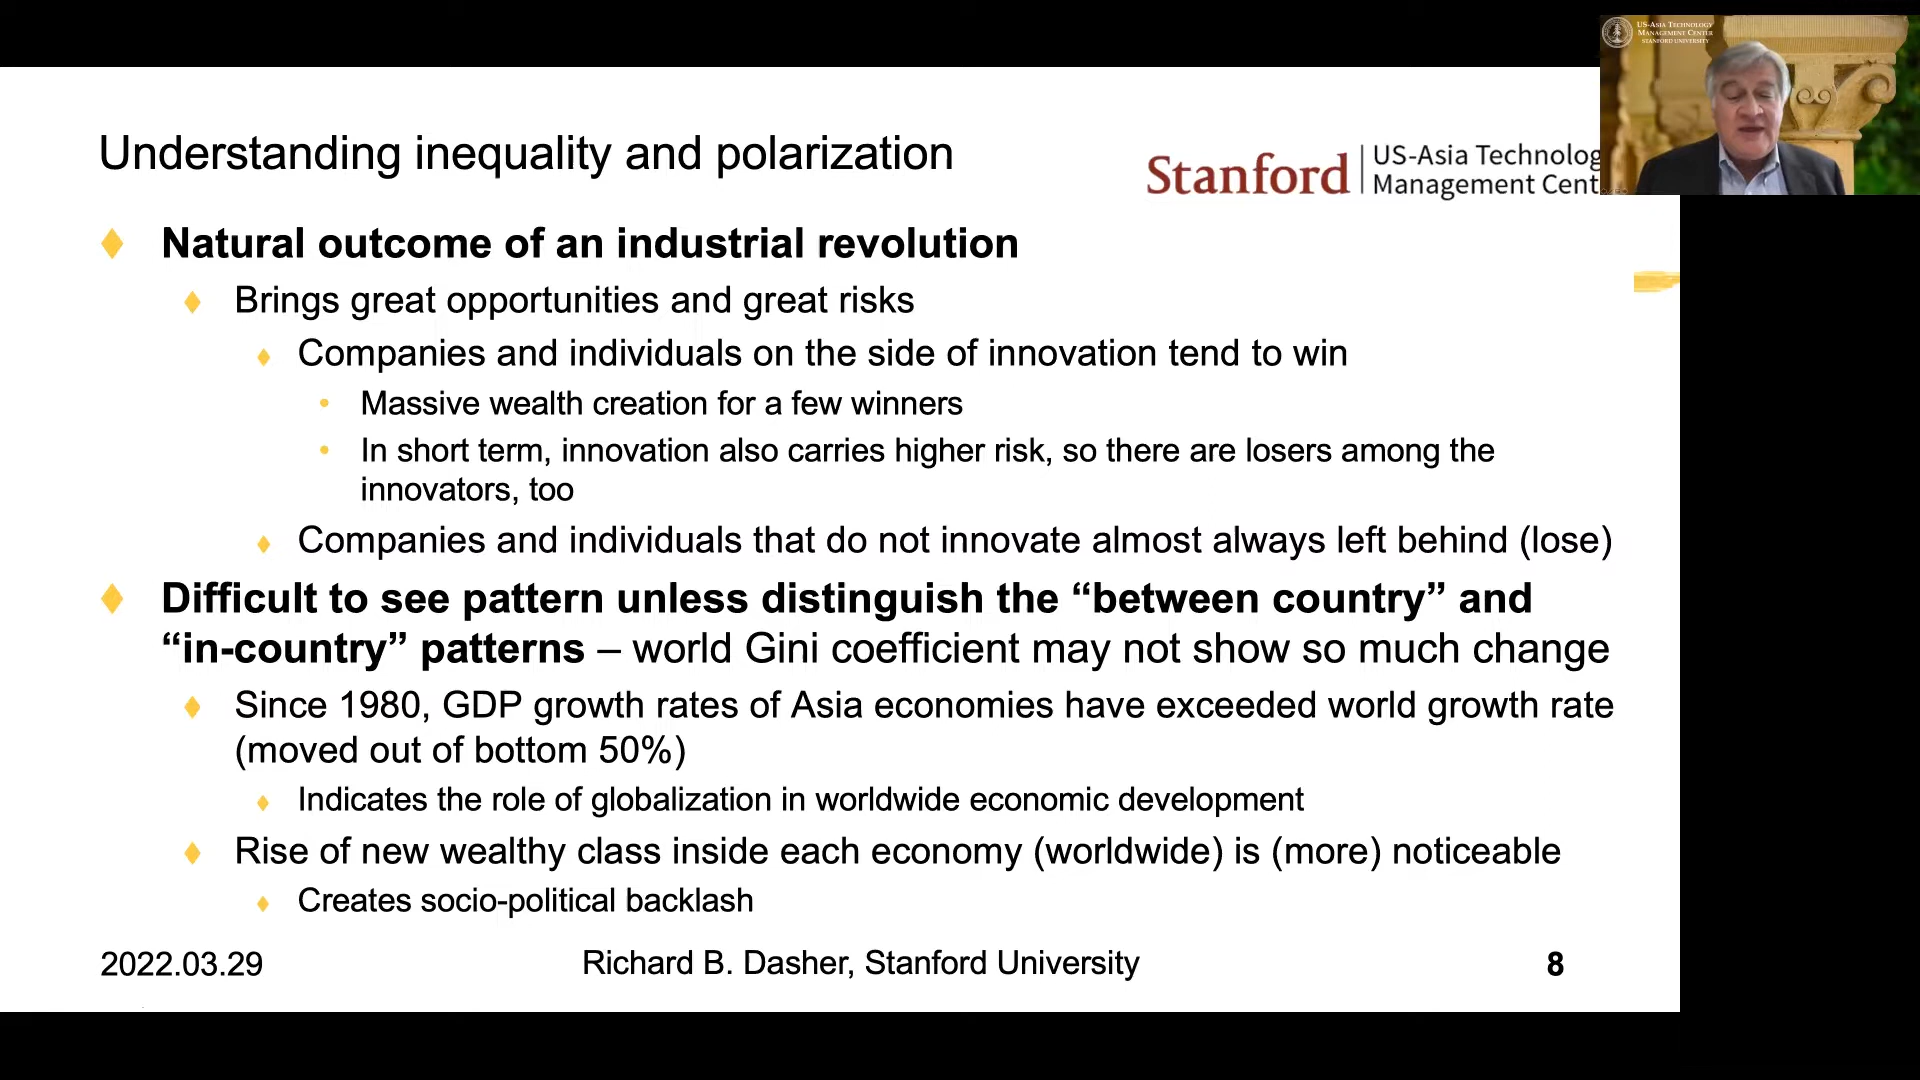 US-Asia Technology
Management Center
Stanford University
Understanding inequality and polarization
Stanford
US-Asia Technolog
Management Cent
Natural outcome of an industrial revolution
Brings great opportunities and great risks
Companies and individuals on the side of innovation tend to win
Massive wealth creation for a few winners
In short term, innovation also carries higher risk, so there are losers among the
innovators, too
Companies and individuals that do not innovate almost always left behind (lose)
Difficult to see pattern unless distinguish the “between country” and
“in-country” patterns – world Gini coefficient may not show so much change
Since 1980, GDP growth rates of Asia economies have exceeded world growth rate
(moved out of bottom 50%)
Indicates the role of globalization in worldwide economic development
Rise of new wealthy class inside each economy (worldwide) is (more) noticeable
Creates socio-political backlash
2022.03.29
Richard B. Dasher, Stanford University
8